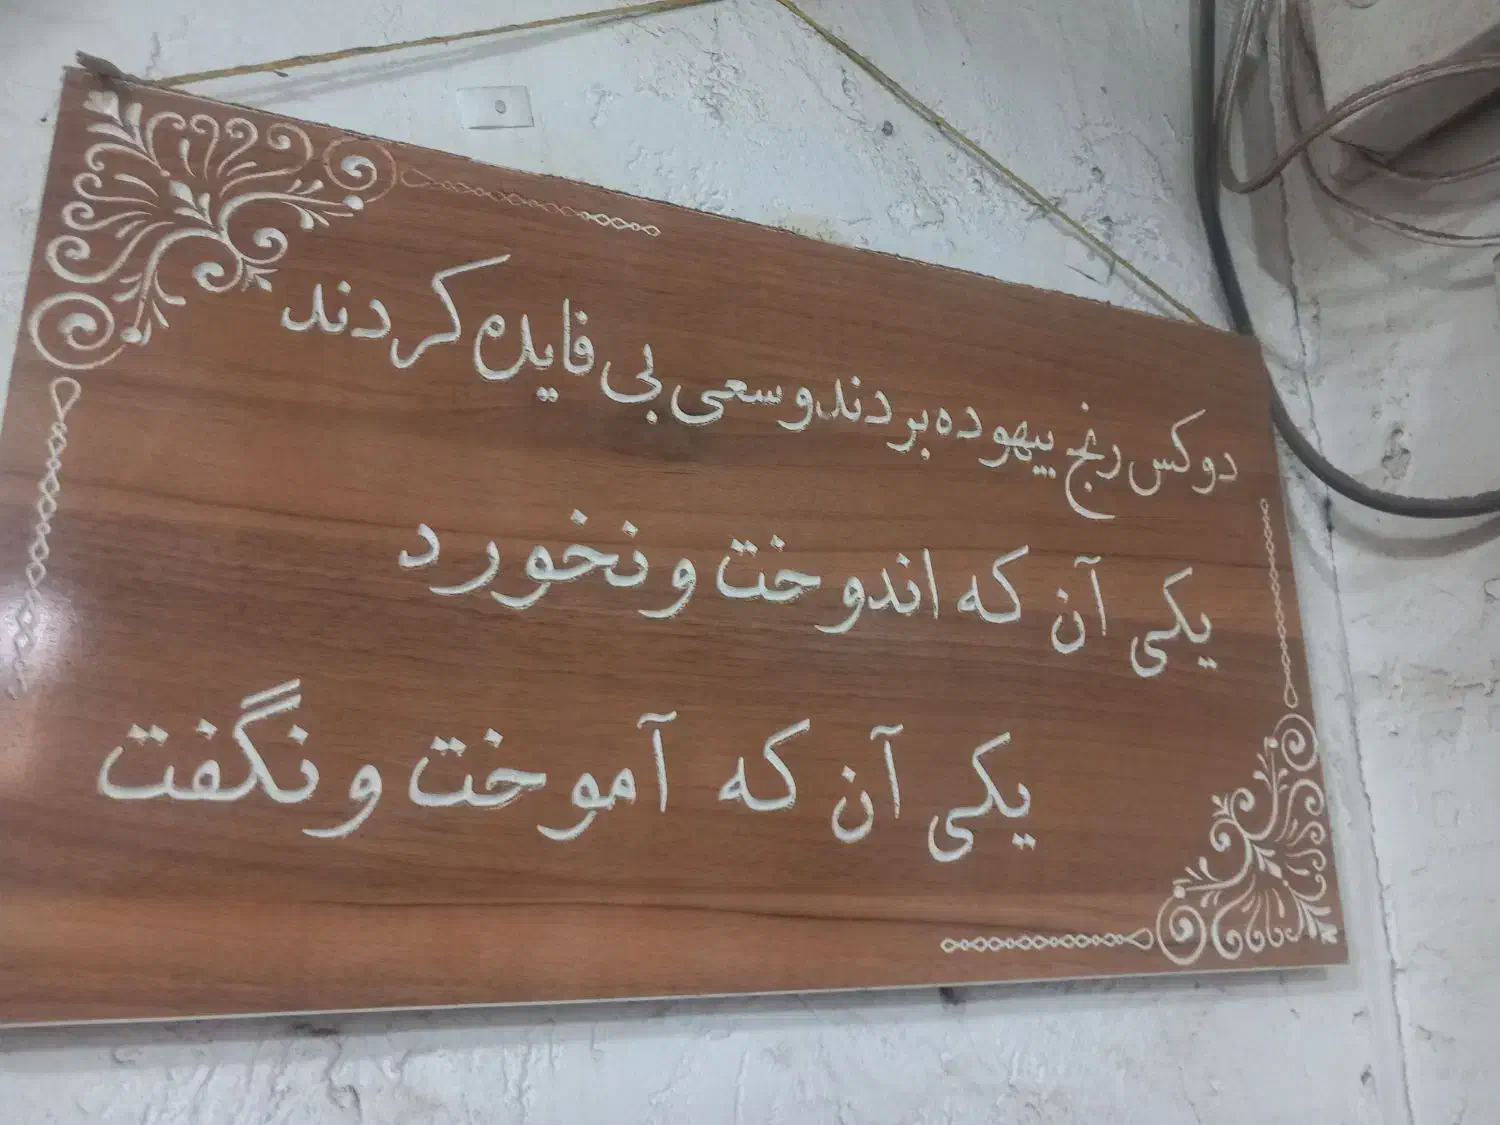 دو کس رنج بیهوده بردند و سعی بی فایده کردند
یکی آن که اندوخت و نخورد
یکی آن که آموخت و نگفت